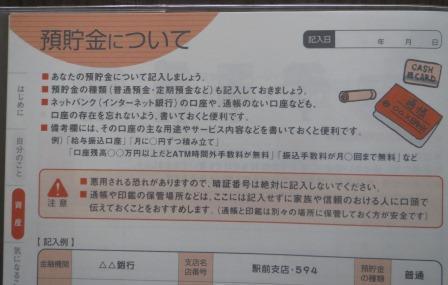 預貯金について
記入日 年 月 日
CASH CARD
通帳
■あなたの預貯金について記入しましょう。
■預貯金の種類（普通預金・定期預金など）も記入しておきましょう。
■ネットバンク（インターネット銀行）の口座や、通帳のない口座なども、
口座の存在を忘れないよう、書いておくと便利です。
■備考欄には、その口座の主な用途やサービス内容などを書いておくと便利です。
例）「給与振込口座」「月に○円ずつ積み立て」
「口座残高○○万円以上だとATM時間外手数料が無料」「振込手数料が月○回まで無料」など
はじめに
自分のこと
資産
気になること
注意
■悪用される恐れがありますので、暗証番号は絶対に記入しないでください。
■通帳や印鑑の保管場所などは、ここには記入せずに家族や信頼のおける人に口頭で
伝えておくことをおすすめします。（通帳と印鑑は別々の場所に保管しておく方が安全です）
【記入例】
金融機関 △△銀行 支店名 店番号 駅前支店・594 預貯金の種類 普通